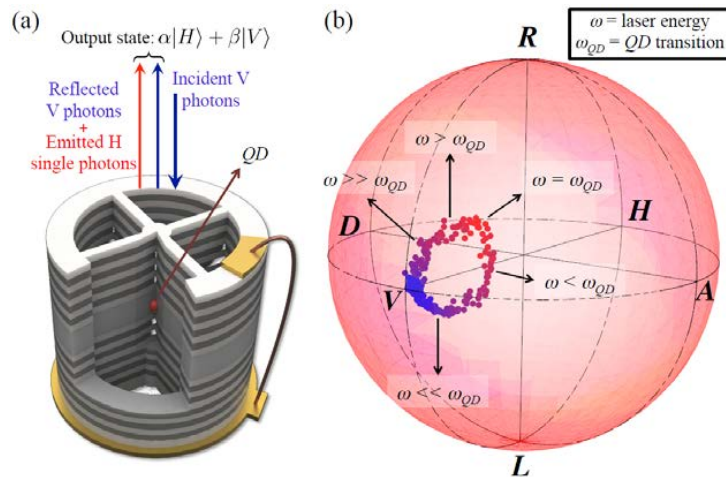 (a)
Output state: α|H⟩ + β|V⟩
Reflected
V photons
+
Emitted H
single photons
Incident V
photons
QD
(b)
ω = laser energy
ω_QD = QD transition
R
ω > ω_QD
ω >> ω_QD
ω = ω_QD
D
H
ω < ω_QD
V
A
ω << ω_QD
L